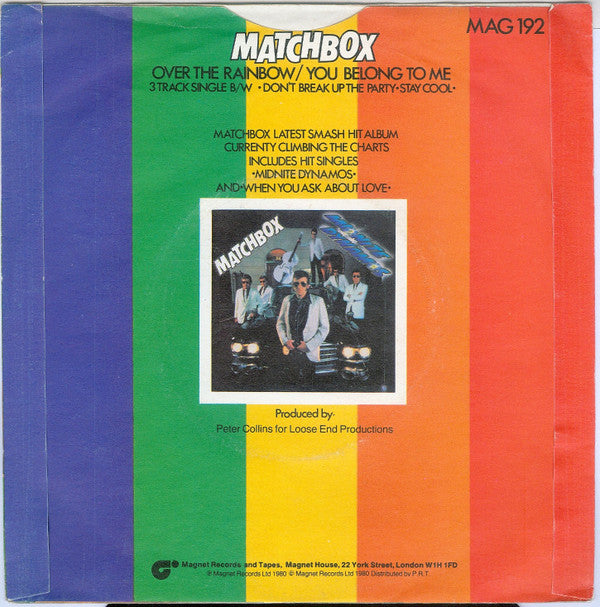 MAG 192
MATCHBOX
OVER THE RAINBOW/YOU BELONG TO ME
3 TRACK SINGLE B/W •DON'T BREAK UP THE PARTY•STAY COOL•
MATCHBOX LATEST SMASH HIT ALBUM
CURRENTY CLIMBING THE CHARTS
INCLUDES HIT SINGLES
•MIDNITE DYNAMOS•
AND•WHEN YOU ASK ABOUT LOVE•
MATCHBOX
Produced by·
Peter Collins for Loose End Productions
Magnet Records and Tapes, Magnet House, 22 York Street, London W1H 1FD
℗ Magnet Records Ltd 1980 © Magnet Records Ltd 1980 Distributed by P.R.T.